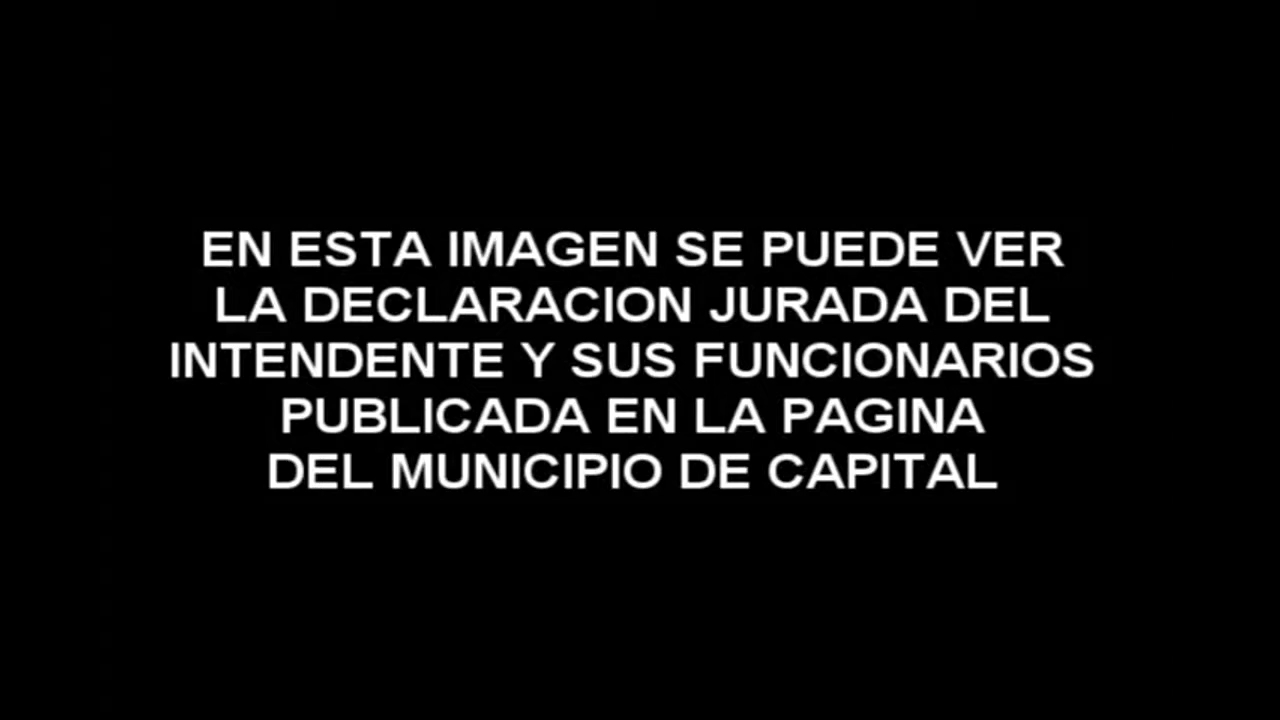 EN ESTA IMAGEN SE PUEDE VER
LA DECLARACION JURADA DEL
INTENDENTE Y SUS FUNCIONARIOS
PUBLICADA EN LA PAGINA
DEL MUNICIPIO DE CAPITAL